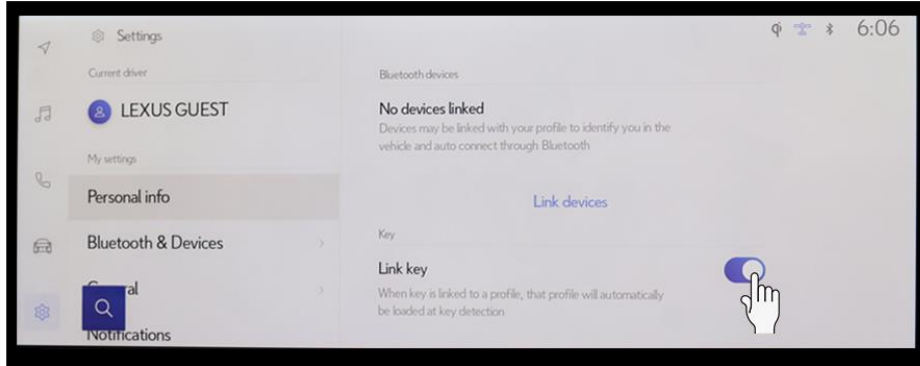 Settings
6:06
Current driver
LEXUS GUEST
My settings
Personal info
Bluetooth & Devices
General
Notifications
Bluetooth devices
No devices linked
Devices may be linked with your profile to identify you in the
vehicle and auto connect through Bluetooth
Link devices
Key
Link key
When key is linked to a profile, that profile will automatically
be loaded at key detection